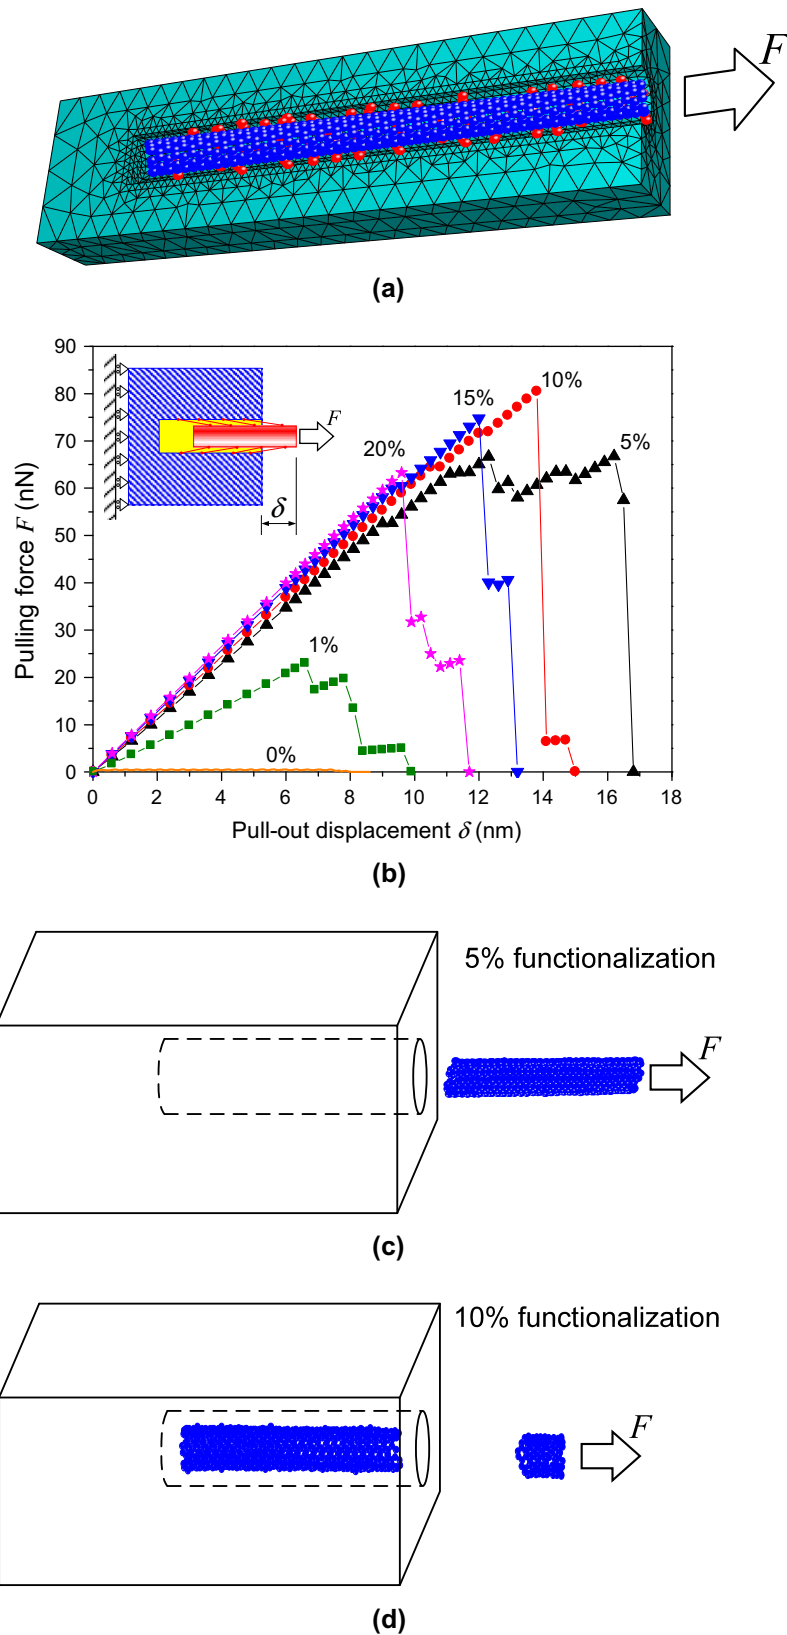 F
(a)
90
80
70
60
50
40
30
20
10
0
Pulling force F (nN)
F
δ
20%
15%
10%
5%
1%
0%
0 2 4 6 8 10 12 14 16 18
Pull-out displacement δ (nm)
(b)
5% functionalization
F
(c)
10% functionalization
F
(d)